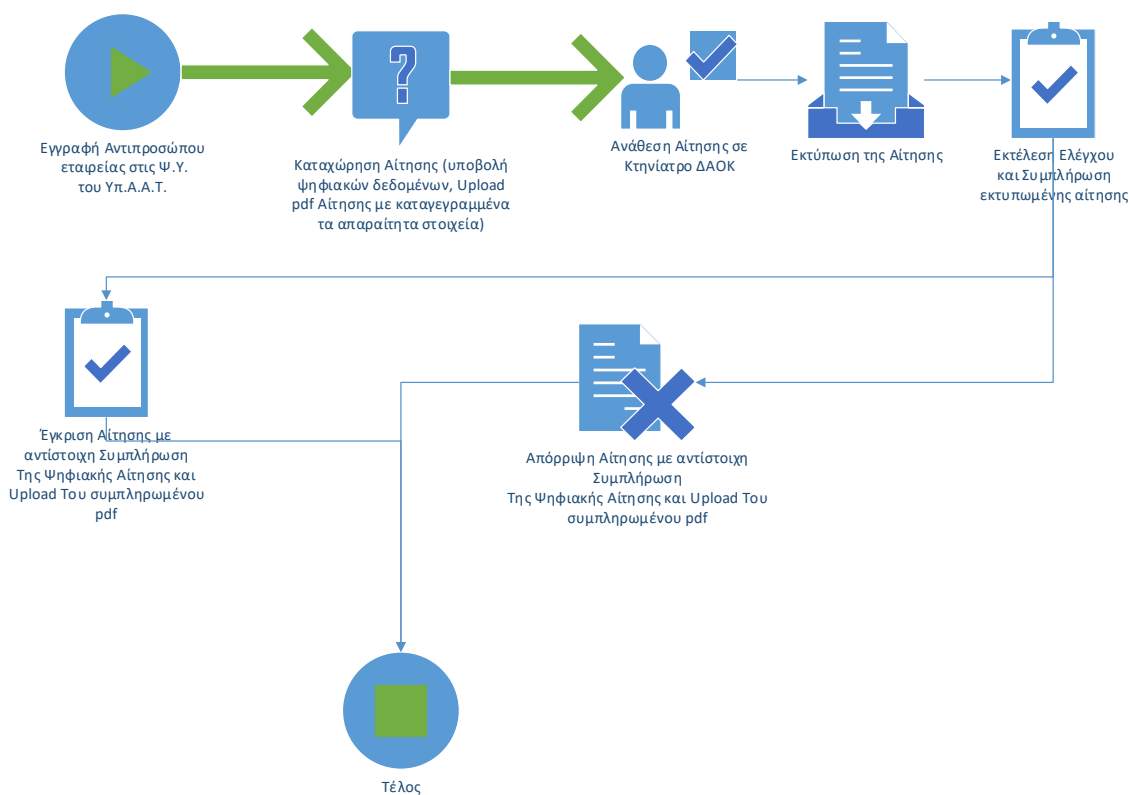 Εγγραφή Αντιπροσώπου
εταιρείας στις Ψ.Υ.
του Υπ.Α.Α.Τ.
Καταχώρηση Αίτησης (υποβολή
ψηφιακών δεδομένων, Upload
pdf Αίτησης με καταγεγραμμένα
τα απαραίτητα στοιχεία)
Ανάθεση Αίτησης σε
Κτηνίατρο ΔΑΟΚ
Εκτύπωση της Αίτησης
Εκτέλεση Ελέγχου
και Συμπλήρωση
εκτυπωμένης αίτησης
Έγκριση Αίτησης με
αντίστοιχη Συμπλήρωση
Της Ψηφιακής Αίτησης και
Upload Του συμπληρωμένου
pdf
Απόρριψη Αίτησης με αντίστοιχη
Συμπλήρωση
Της Ψηφιακής Αίτησης και Upload Του
συμπληρωμένου pdf
Τέλος